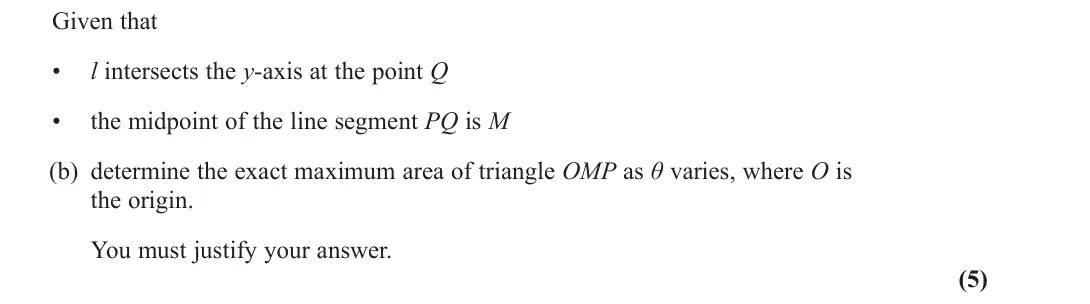 Given that
• l intersects the y-axis at the point Q
• the midpoint of the line segment PQ is M
(b) determine the exact maximum area of triangle OMP as θ varies, where O is
the origin.
You must justify your answer.
(5)